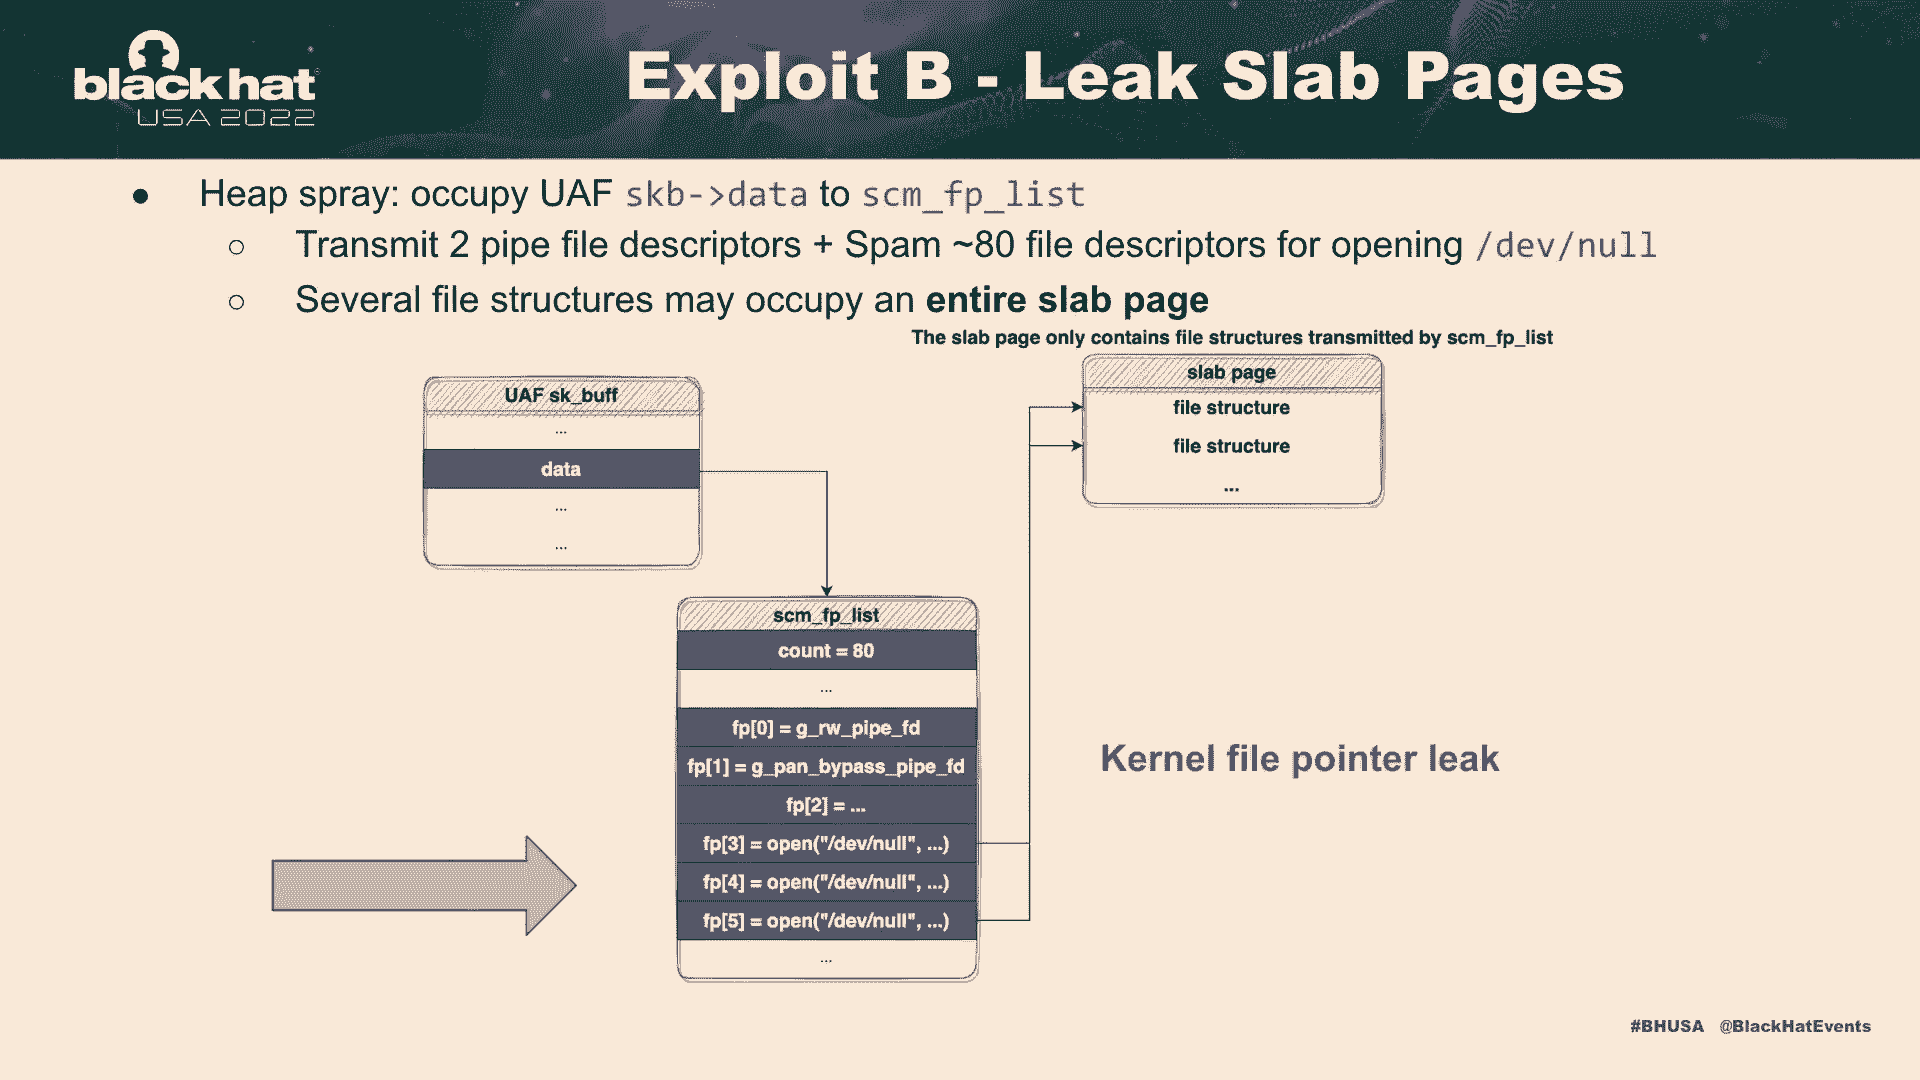 black hat
USA 2022
Exploit B - Leak Slab Pages
● Heap spray: occupy UAF skb->data to scm_fp_list
○ Transmit 2 pipe file descriptors + Spam ~80 file descriptors for opening /dev/null
○ Several file structures may occupy an entire slab page
The slab page only contains file structures transmitted by scm_fp_list
UAF sk_buff
...
data
...
...
slab page
file structure
file structure
...
scm_fp_list
count = 80
...
fp[0] = g_rw_pipe_fd
fp[1] = g_pan_bypass_pipe_fd
fp[2] = ...
fp[3] = open("/dev/null", ...)
fp[4] = open("/dev/null", ...)
fp[5] = open("/dev/null", ...)
...
Kernel file pointer leak
#BHUSA @BlackHatEvents